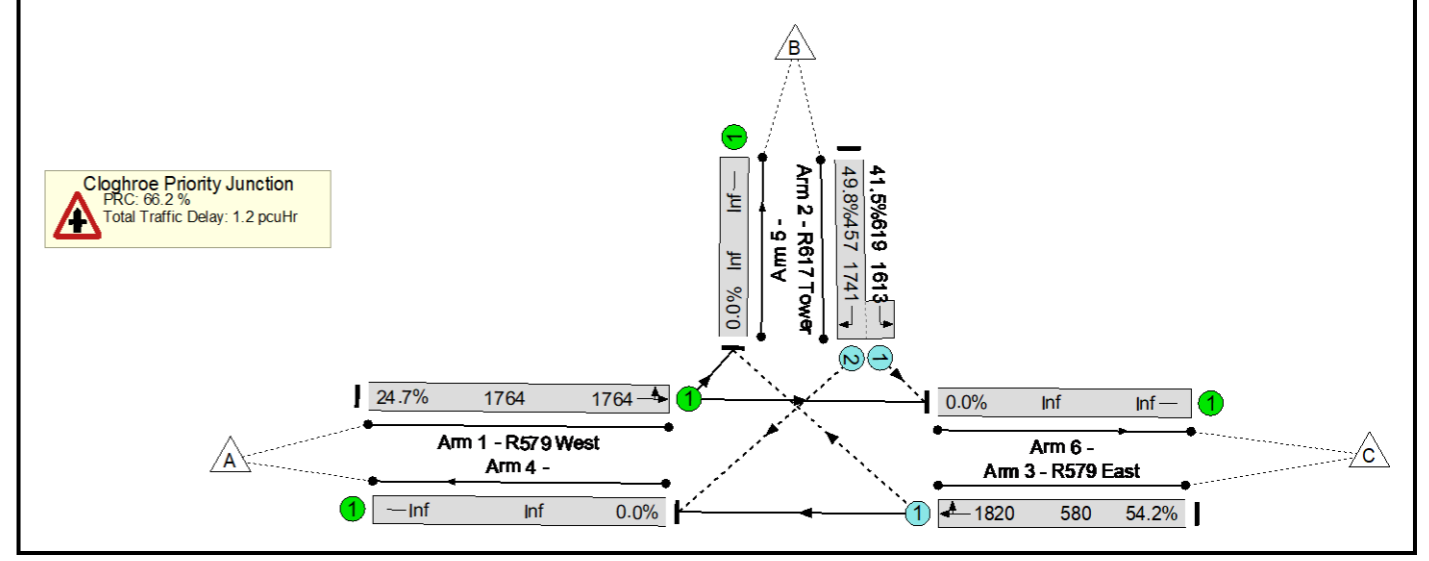 B
Cloghroe Priority Junction
PRC: 66.2 %
Total Traffic Delay: 1.2 pcuHr
1
Inf
Inf
0.0%
Arm 5 -
Arm 2 - R617 Tower
49.8%457 1741
41.5%619 1613
2
1
24.7% 1764 1764
1
0.0% Inf Inf
1
Arm 1 - R579 West
Arm 4 -
Arm 6 -
Arm 3 - R579 East
A
C
1
Inf Inf 0.0%
1
1820 580 54.2%